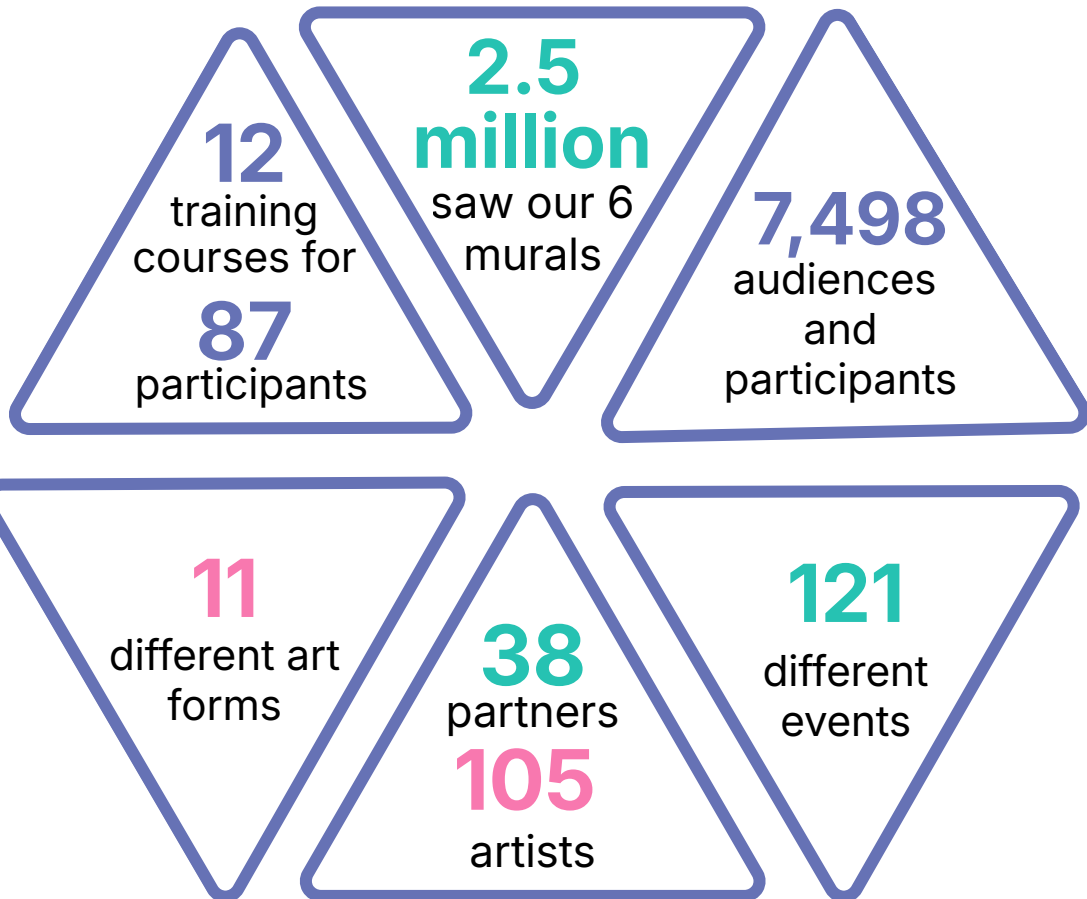 12
training
courses for
87
participants
2.5
million
saw our 6
murals
7,498
audiences
and
participants
11
different art
forms
38
partners
105
artists
121
different
events